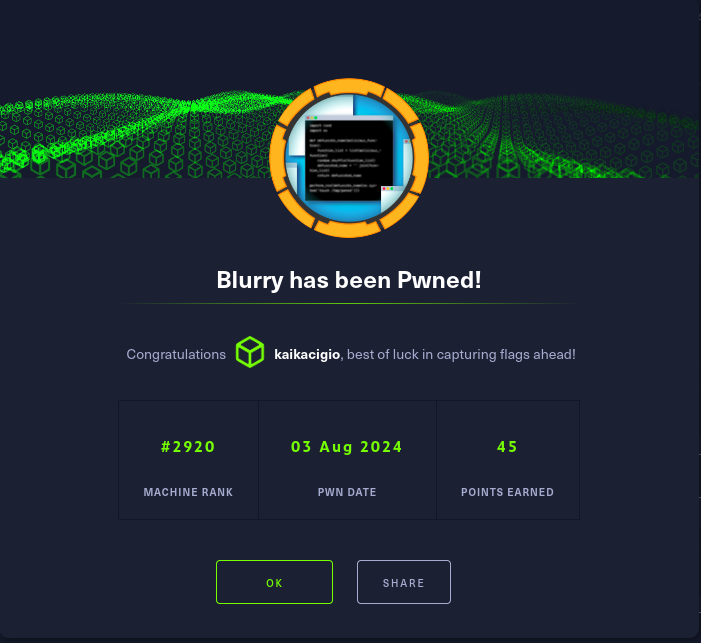 Blurry has been Pwned!
Congratulations kaikacigio, best of luck in capturing flags ahead!
#2920 03 Aug 2024 45
MACHINE RANK PWN DATE POINTS EARNED
OK SHARE